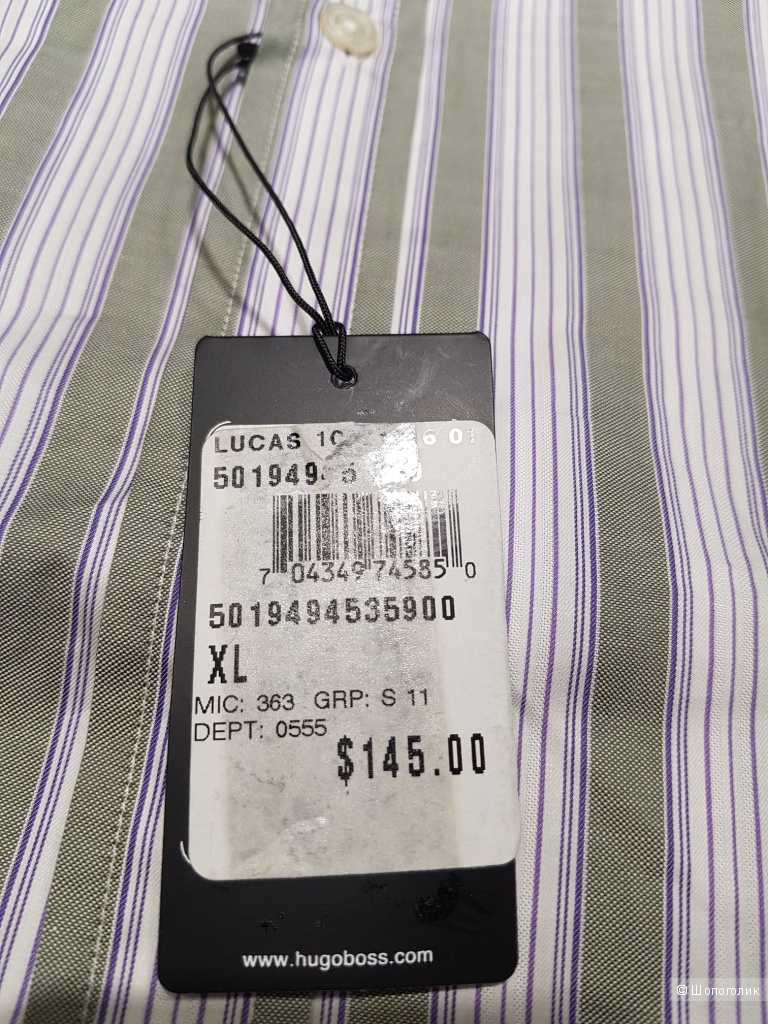 LUCAS
7 04349 74585 0
5019494535900
XL
MIC: 363 GRP: S 11
DEPT: 0555
$145.00
www.hugoboss.com
© Шопоголик